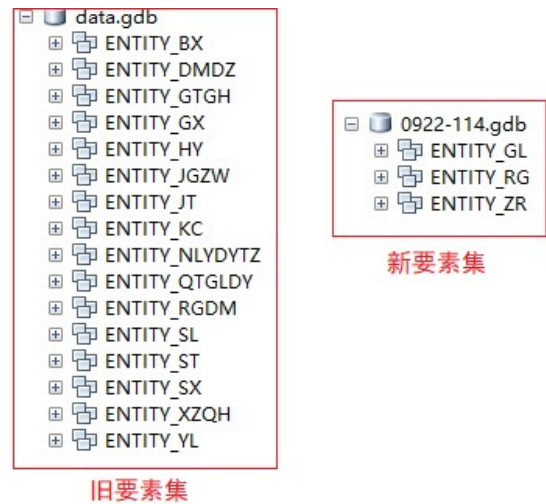 data.gdb
ENTITY_BX
ENTITY_DMDZ
ENTITY_GTGH
ENTITY_GX
ENTITY_HY
ENTITY_JGZW
ENTITY_JT
ENTITY_KC
ENTITY_NLYDYTZ
ENTITY_QTGLDY
ENTITY_RGDM
ENTITY_SL
ENTITY_ST
ENTITY_SX
ENTITY_XZQH
ENTITY_YL
旧要素集
0922-114.gdb
ENTITY_GL
ENTITY_RG
ENTITY_ZR
新要素集